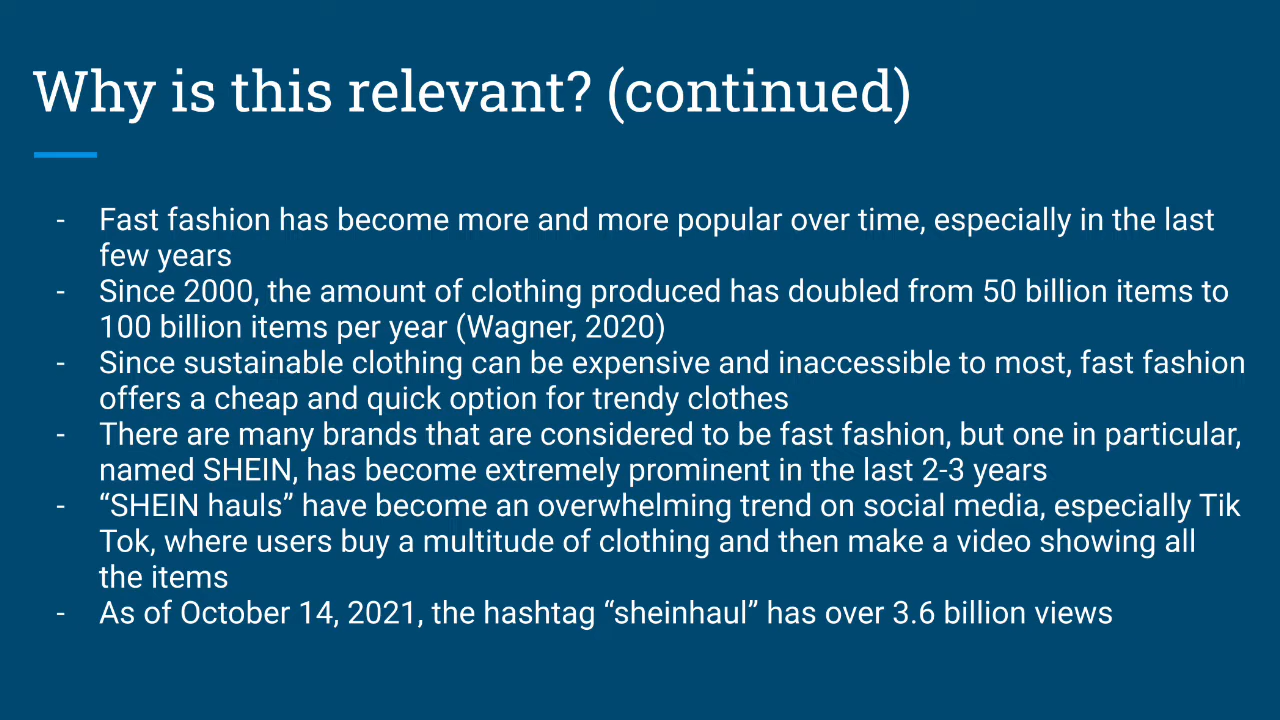 Why is this relevant? (continued)
- Fast fashion has become more and more popular over time, especially in the last
few years
- Since 2000, the amount of clothing produced has doubled from 50 billion items to
100 billion items per year (Wagner, 2020)
- Since sustainable clothing can be expensive and inaccessible to most, fast fashion
offers a cheap and quick option for trendy clothes
- There are many brands that are considered to be fast fashion, but one in particular,
named SHEIN, has become extremely prominent in the last 2-3 years
- “SHEIN hauls” have become an overwhelming trend on social media, especially Tik
Tok, where users buy a multitude of clothing and then make a video showing all
the items
- As of October 14, 2021, the hashtag “sheinhaul” has over 3.6 billion views